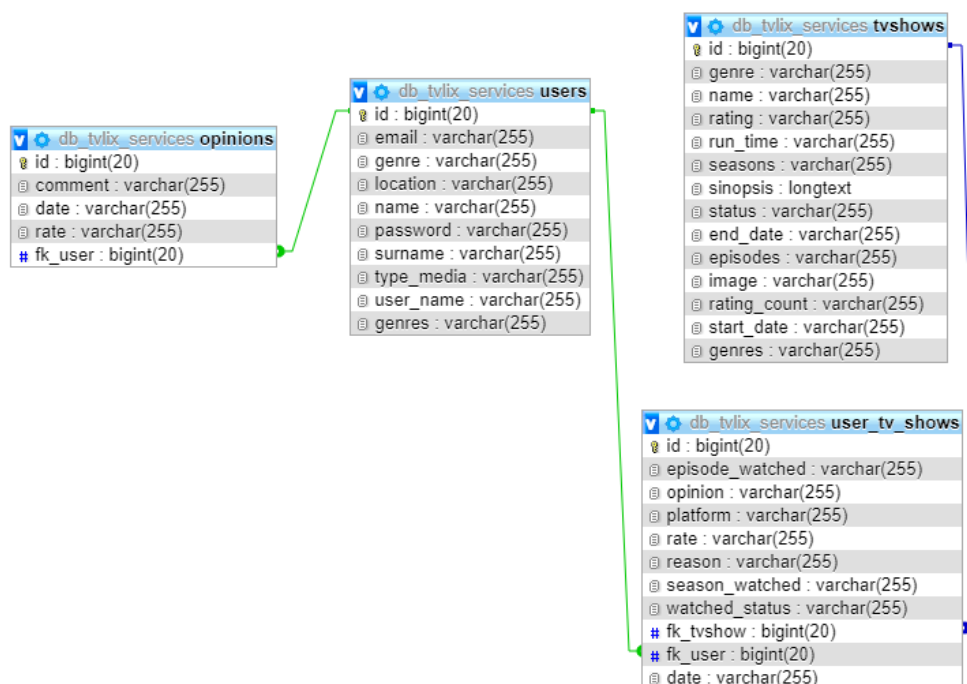 db_tvlix_services opinions
id : bigint(20)
comment : varchar(255)
date : varchar(255)
rate : varchar(255)
# fk_user : bigint(20)
db_tvlix_services users
id : bigint(20)
email : varchar(255)
genre : varchar(255)
location : varchar(255)
name : varchar(255)
password : varchar(255)
surname : varchar(255)
type_media : varchar(255)
user_name : varchar(255)
genres : varchar(255)
db_tvlix_services tvshows
id : bigint(20)
genre : varchar(255)
name : varchar(255)
rating : varchar(255)
run_time : varchar(255)
seasons : varchar(255)
sinopsis : longtext
status : varchar(255)
end_date : varchar(255)
episodes : varchar(255)
image : varchar(255)
rating_count : varchar(255)
start_date : varchar(255)
genres : varchar(255)
db_tvlix_services user_tv_shows
id : bigint(20)
episode_watched : varchar(255)
opinion : varchar(255)
platform : varchar(255)
rate : varchar(255)
reason : varchar(255)
season_watched : varchar(255)
watched_status : varchar(255)
# fk_tvshow : bigint(20)
# fk_user : bigint(20)
date : varchar(255)